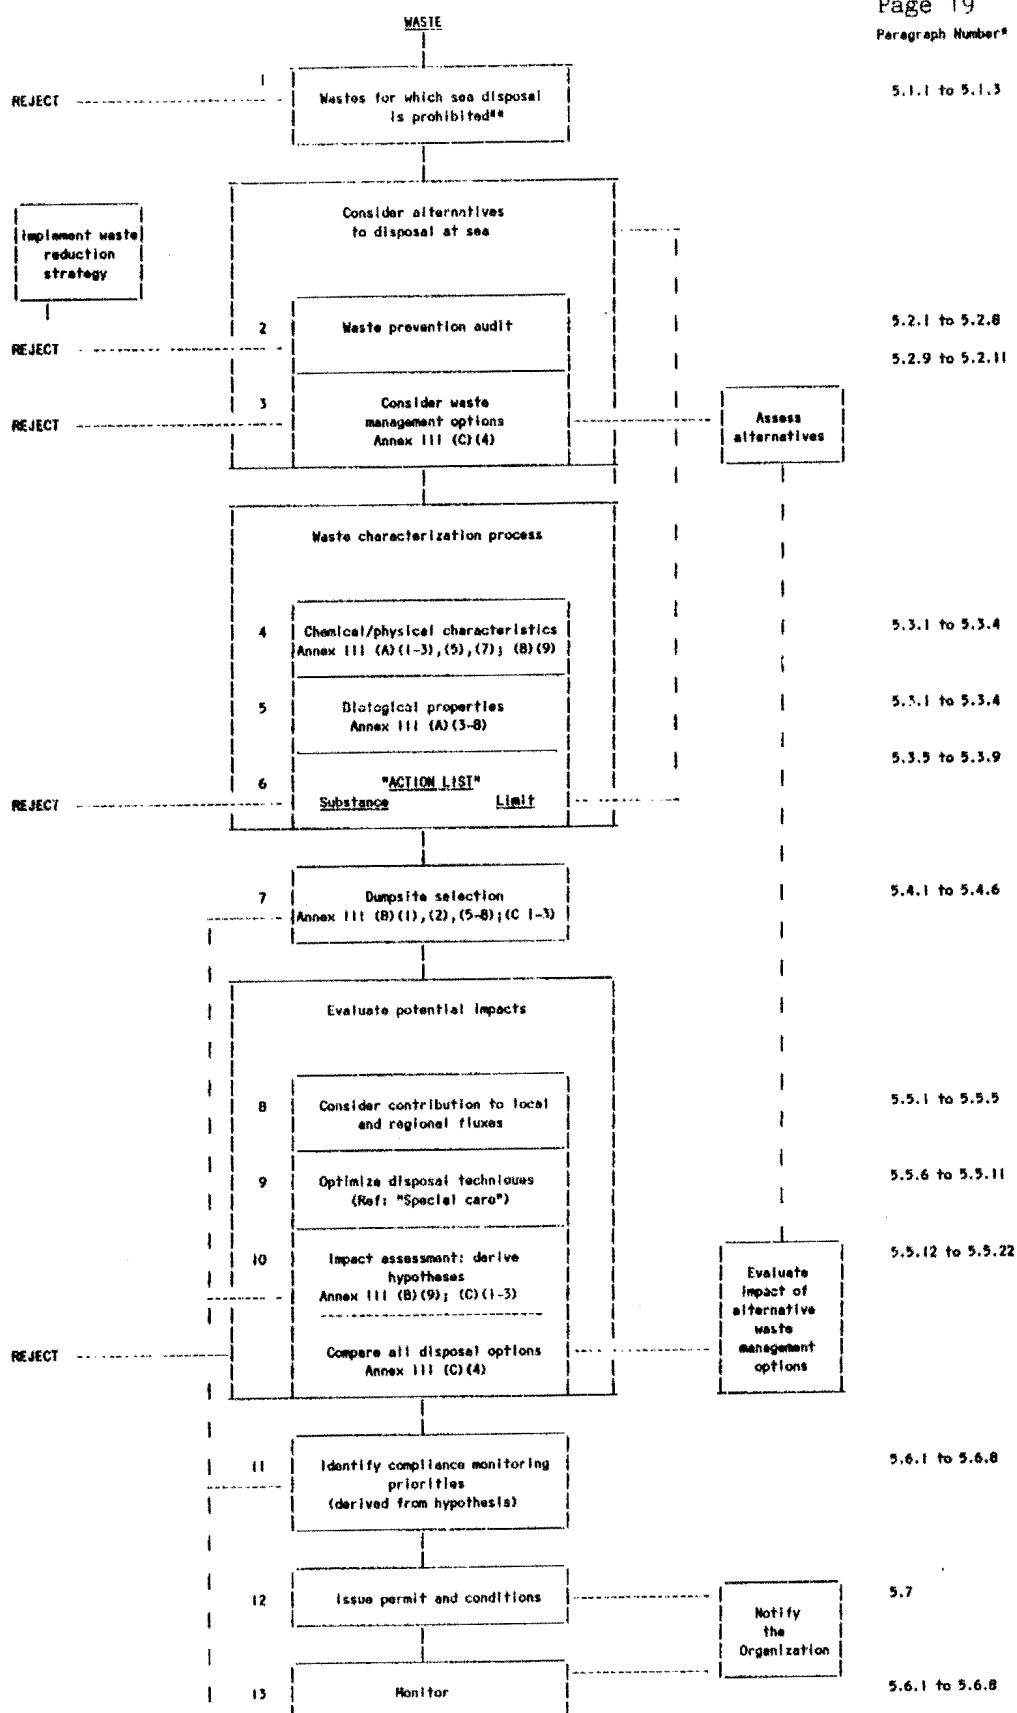 Page 19
WASTE
Paragraph Number*
1
REJECT
Wastes for which sea disposal
is prohibited**
5.1.1 to 5.1.3
Consider alternatives
to disposal at sea
Implement waste
reduction
strategy
2
Waste prevention audit
5.2.1 to 5.2.8
REJECT
5.2.9 to 5.2.11
3
Consider waste
management options
Annex III (C)(4)
REJECT
Assess
alternatives
Waste characterization process
4
Chemical/physical characteristics
Annex III (A)(1-3),(5),(7); (B)(9)
5.3.1 to 5.3.4
5
Biological properties
Annex III (A)(3-8)
5.3.1 to 5.3.4
5.3.5 to 5.3.9
6
"ACTION LIST"
REJECT
Substance Limit
7
Dumpsite selection
Annex III (B)(1),(2),(5-8);(C 1-3)
5.4.1 to 5.4.6
Evaluate potential impacts
8
Consider contribution to local
and regional fluxes
5.5.1 to 5.5.5
9
Optimize disposal techniques
(Ref: "Special care")
5.5.6 to 5.5.11
10
Impact assessment: derive
hypotheses
Annex III (B)(9); (C)(1-3)
5.5.12 to 5.5.22
Evaluate
impact of
alternative
waste
management
options
REJECT
Compare all disposal options
Annex III (C)(4)
11
Identify compliance monitoring
priorities
(derived from hypothesis)
5.6.1 to 5.6.8
12
Issue permit and conditions
5.7
Notify
the
Organization
13
Monitor
5.6.1 to 5.6.8